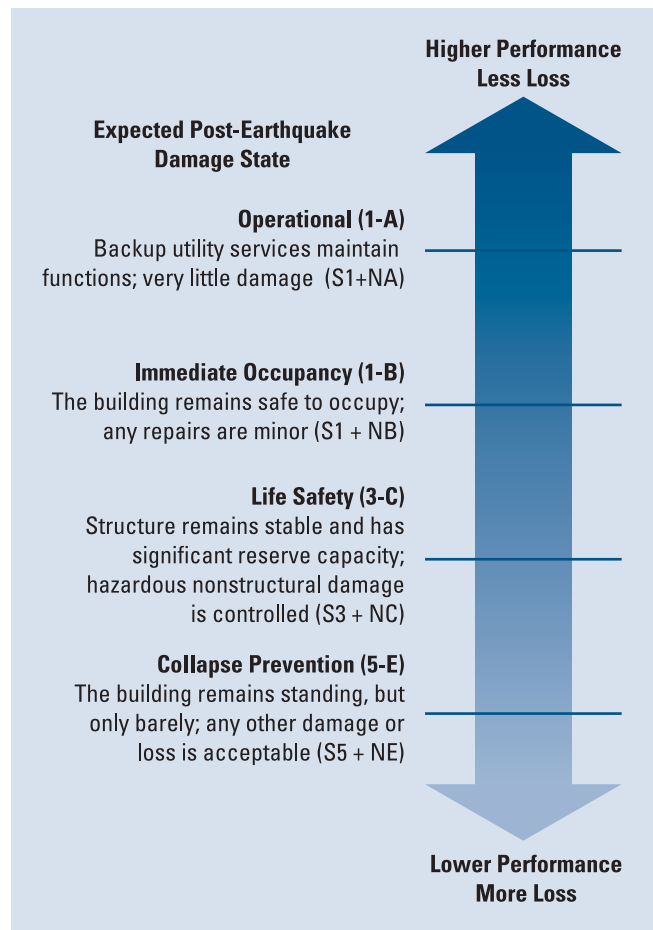 Higher Performance
Less Loss
Expected Post-Earthquake
Damage State
Operational (1-A)
Backup utility services maintain
functions; very little damage (S1+NA)
Immediate Occupancy (1-B)
The building remains safe to occupy;
any repairs are minor (S1 + NB)
Life Safety (3-C)
Structure remains stable and has
significant reserve capacity;
hazardous nonstructural damage
is controlled (S3 + NC)
Collapse Prevention (5-E)
The building remains standing, but
only barely; any other damage or
loss is acceptable (S5 + NE)
Lower Performance
More Loss